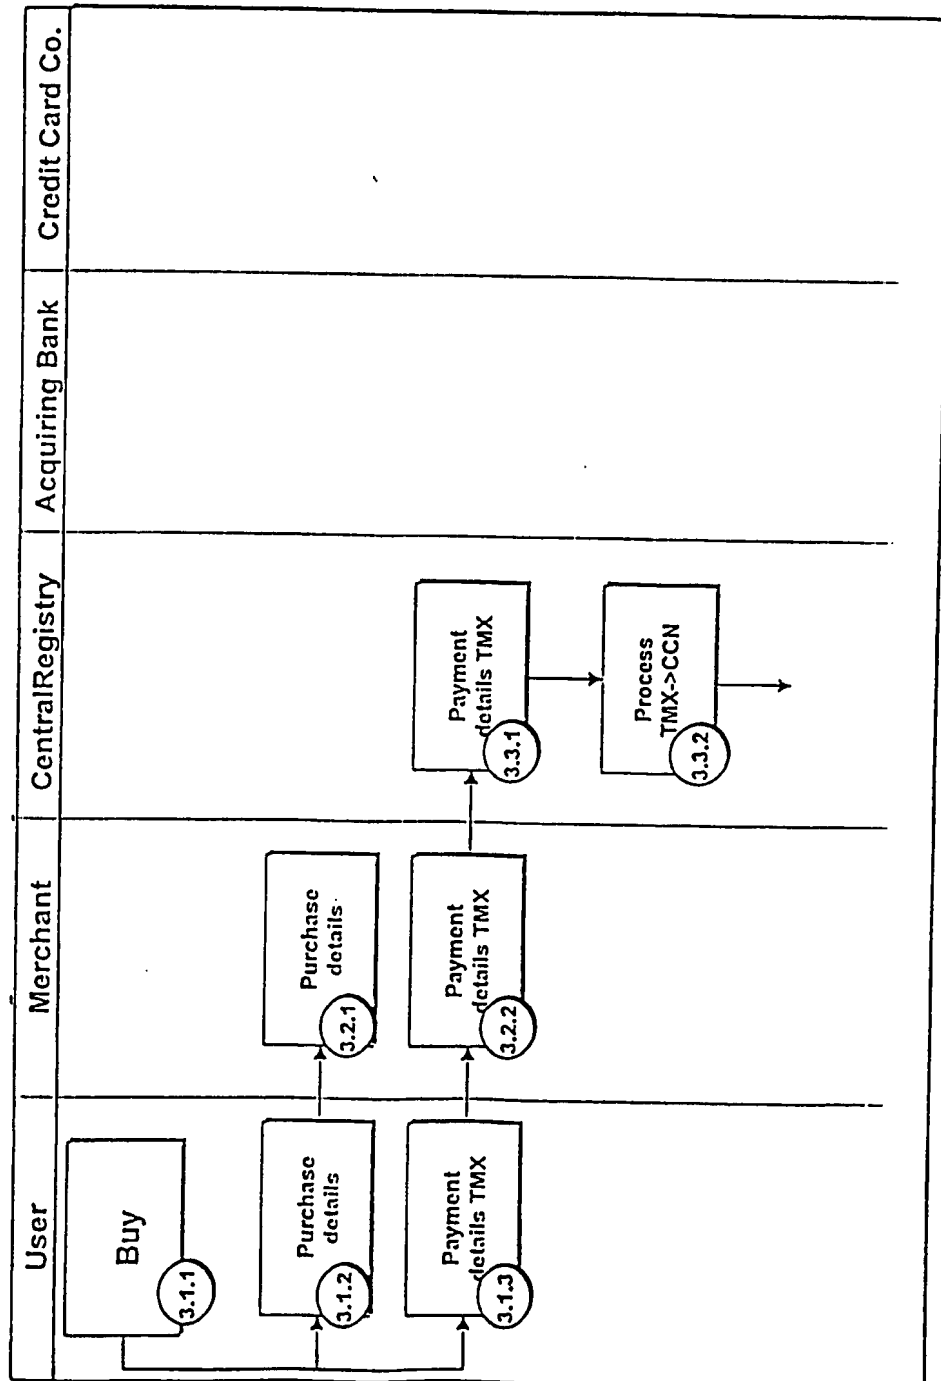 User
Merchant
CentralRegistry
Acquiring Bank
Credit Card Co.
Buy
3.1.1
Purchase
details
3.1.2
Purchase
details
3.2.1
Payment
details TMX
3.1.3
Payment
details TMX
3.2.2
Payment
details TMX
3.3.1
Process
TMX->CCN
3.3.2